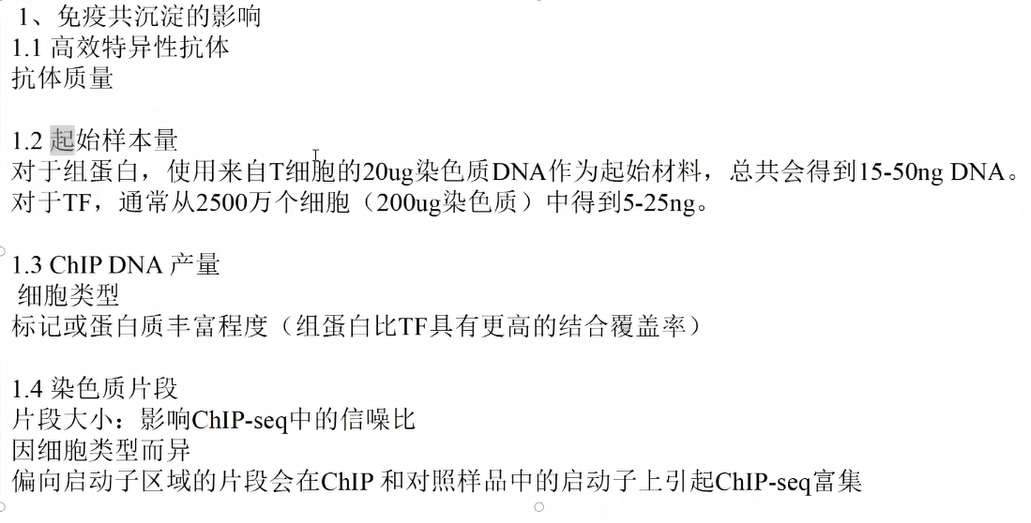 1、免疫共沉淀的影响
1.1 高效特异性抗体
抗体质量
1.2 起始样本量
对于组蛋白，使用来自T细胞的20ug染色质DNA作为起始材料，总共会得到15-50ng DNA。
对于TF，通常从2500万个细胞（200ug染色质）中得到5-25ng。
1.3 ChIP DNA 产量
细胞类型
标记或蛋白质丰富程度（组蛋白比TF具有更高的结合覆盖率）
1.4 染色质片段
片段大小：影响ChIP-seq中的信噪比
因细胞类型而异
偏向启动子区域的片段会在ChIP 和对照样品中的启动子上引起ChIP-seq富集